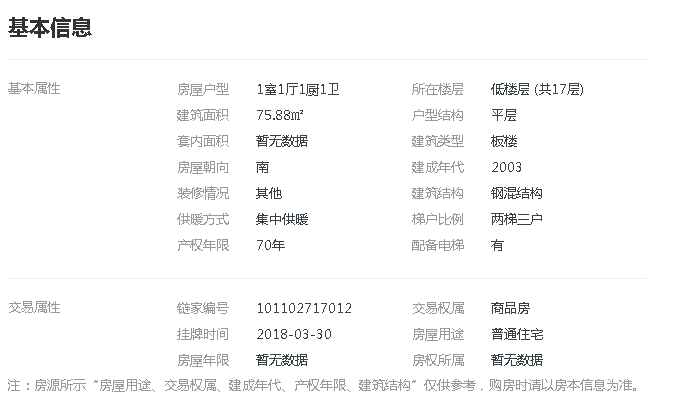 基本信息
基本属性 房屋户型 1室1厅1厨1卫 所在楼层 低楼层 (共17层)
建筑面积 75.88㎡ 户型结构 平层
套内面积 暂无数据 建筑类型 板楼
房屋朝向 南 建成年代 2003
装修情况 其他 建筑结构 钢混结构
供暖方式 集中供暖 梯户比例 两梯三户
产权年限 70年 配备电梯 有
交易属性 链家编号 101102717012 交易权属 商品房
挂牌时间 2018-03-30 房屋用途 普通住宅
房屋年限 暂无数据 房权所属 暂无数据
注：房源所示“房屋用途、交易权属、建成年代、产权年限、建筑结构”仅供参考，购房时请以房本信息为准。